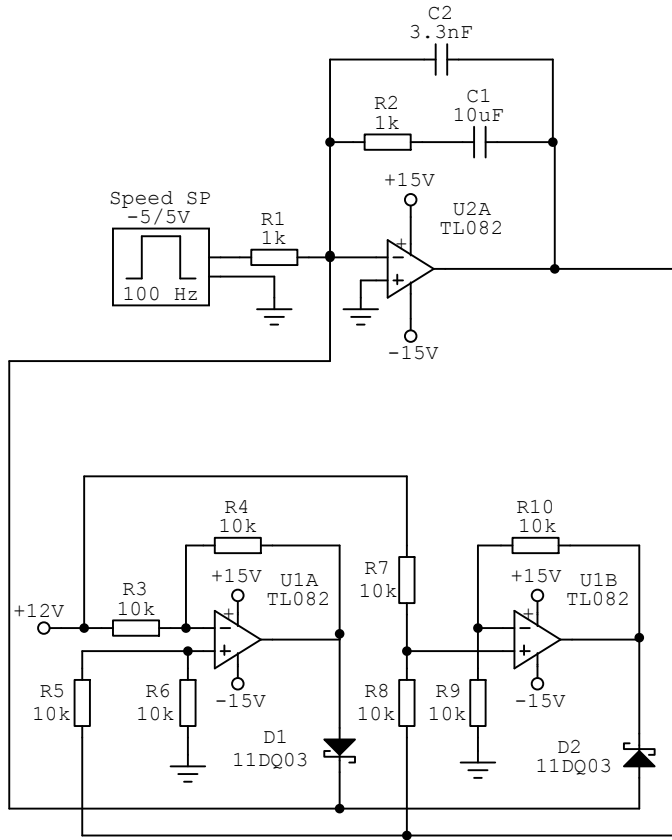 C2
3.3nF
C1
10uF
R2
1k
+15V
U2A
TL082
Speed SP
-5/5V
R1
1k
100 Hz
−
+
+
-15V
R4
10k
R10
10k
+15V
U1A
TL082
R7
10k
+15V
U1B
TL082
+12V
R3
10k
−
+
+
−
+
+
-15V
-15V
R5
10k
R6
10k
R8
10k
R9
10k
D1
11DQ03
D2
11DQ03